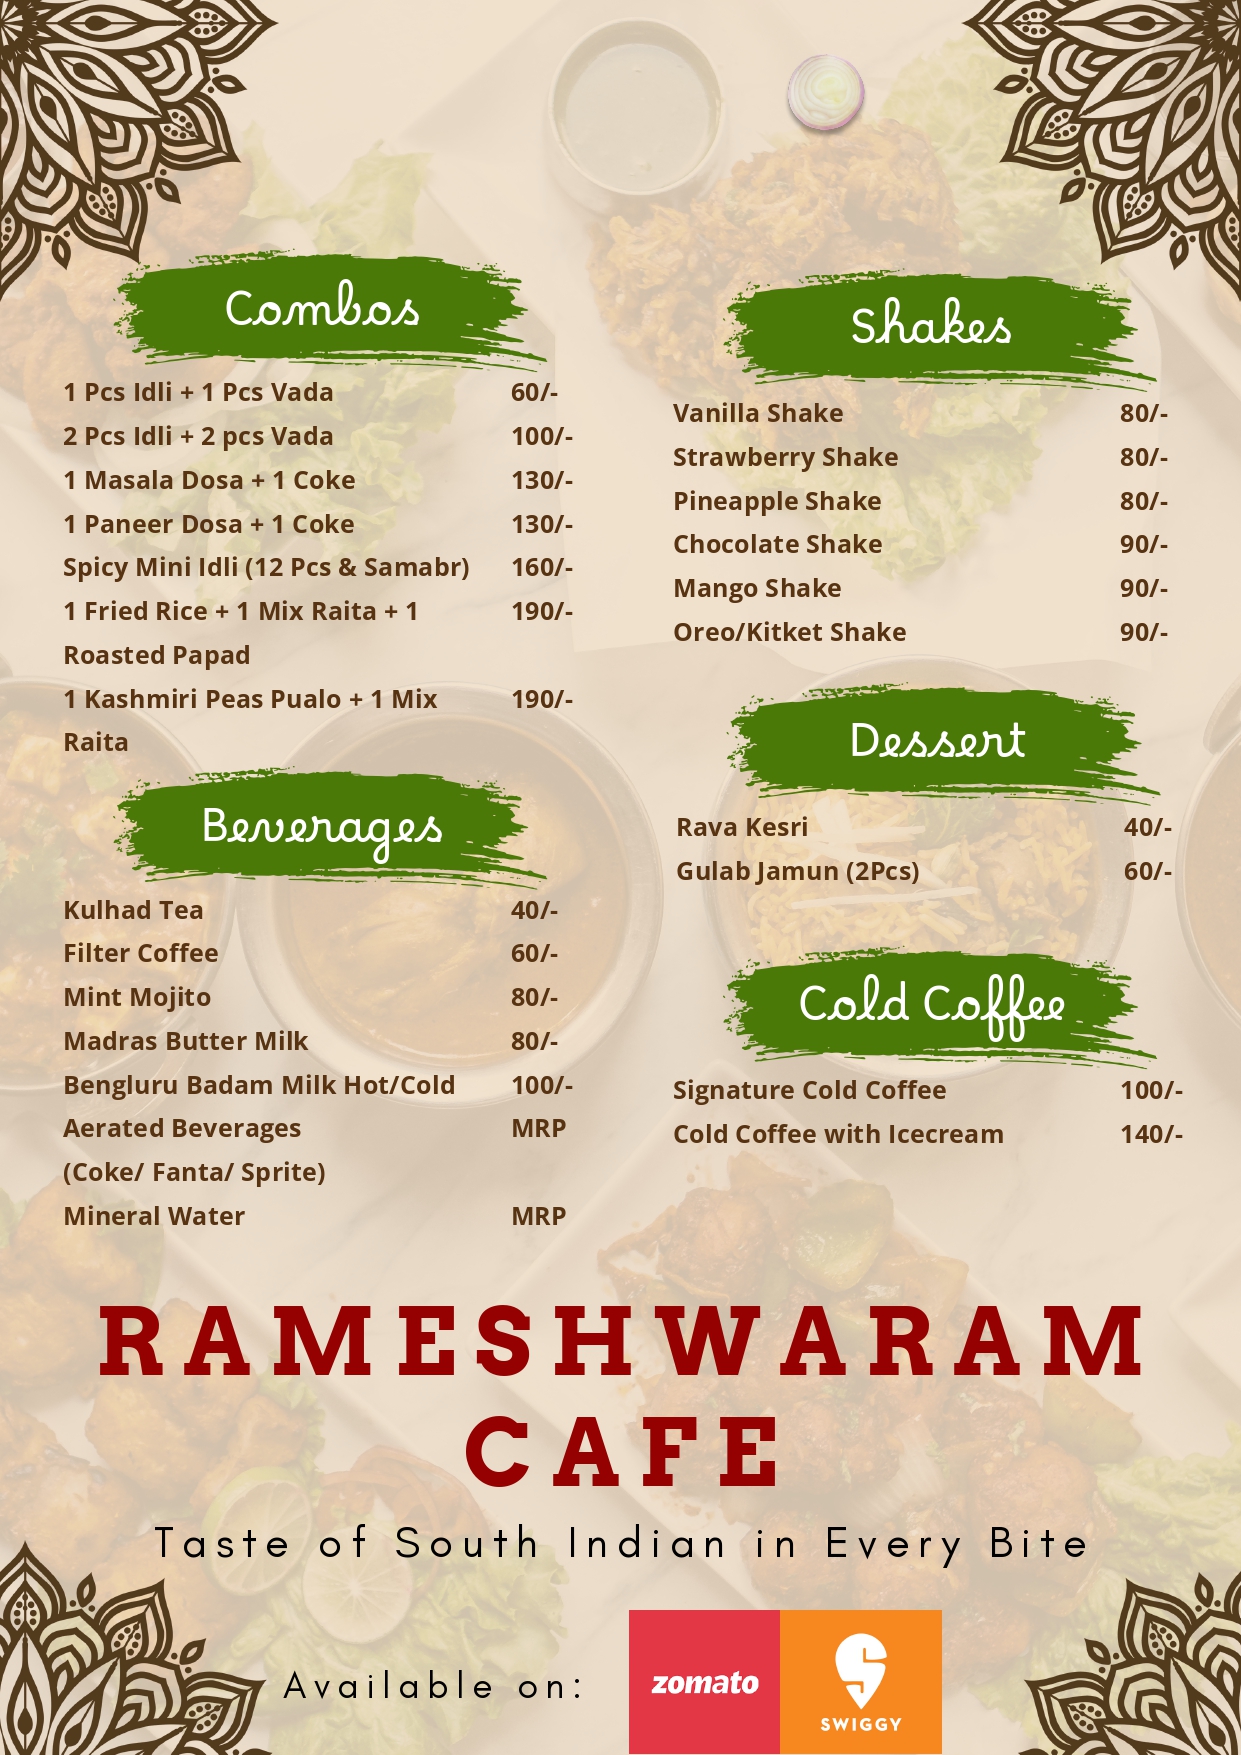 Combos
1 Pcs Idli + 1 Pcs Vada 60/-
2 Pcs Idli + 2 pcs Vada 100/-
1 Masala Dosa + 1 Coke 130/-
1 Paneer Dosa + 1 Coke 130/-
Spicy Mini Idli (12 Pcs & Samabr) 160/-
1 Fried Rice + 1 Mix Raita + 1 190/-
Roasted Papad
1 Kashmiri Peas Pualo + 1 Mix 190/-
Raita
Beverages
Kulhad Tea 40/-
Filter Coffee 60/-
Mint Mojito 80/-
Madras Butter Milk 80/-
Bengluru Badam Milk Hot/Cold 100/-
Aerated Beverages MRP
(Coke/ Fanta/ Sprite)
Mineral Water MRP
Shakes
Vanilla Shake 80/-
Strawberry Shake 80/-
Pineapple Shake 80/-
Chocolate Shake 90/-
Mango Shake 90/-
Oreo/Kitket Shake 90/-
Dessert
Rava Kesri 40/-
Gulab Jamun (2Pcs) 60/-
Cold Coffee
Signature Cold Coffee 100/-
Cold Coffee with Icecream 140/-
RAMESHWARAM
CAFE
Taste of South Indian in Every Bite
Available on:
zomato
SWIGGY